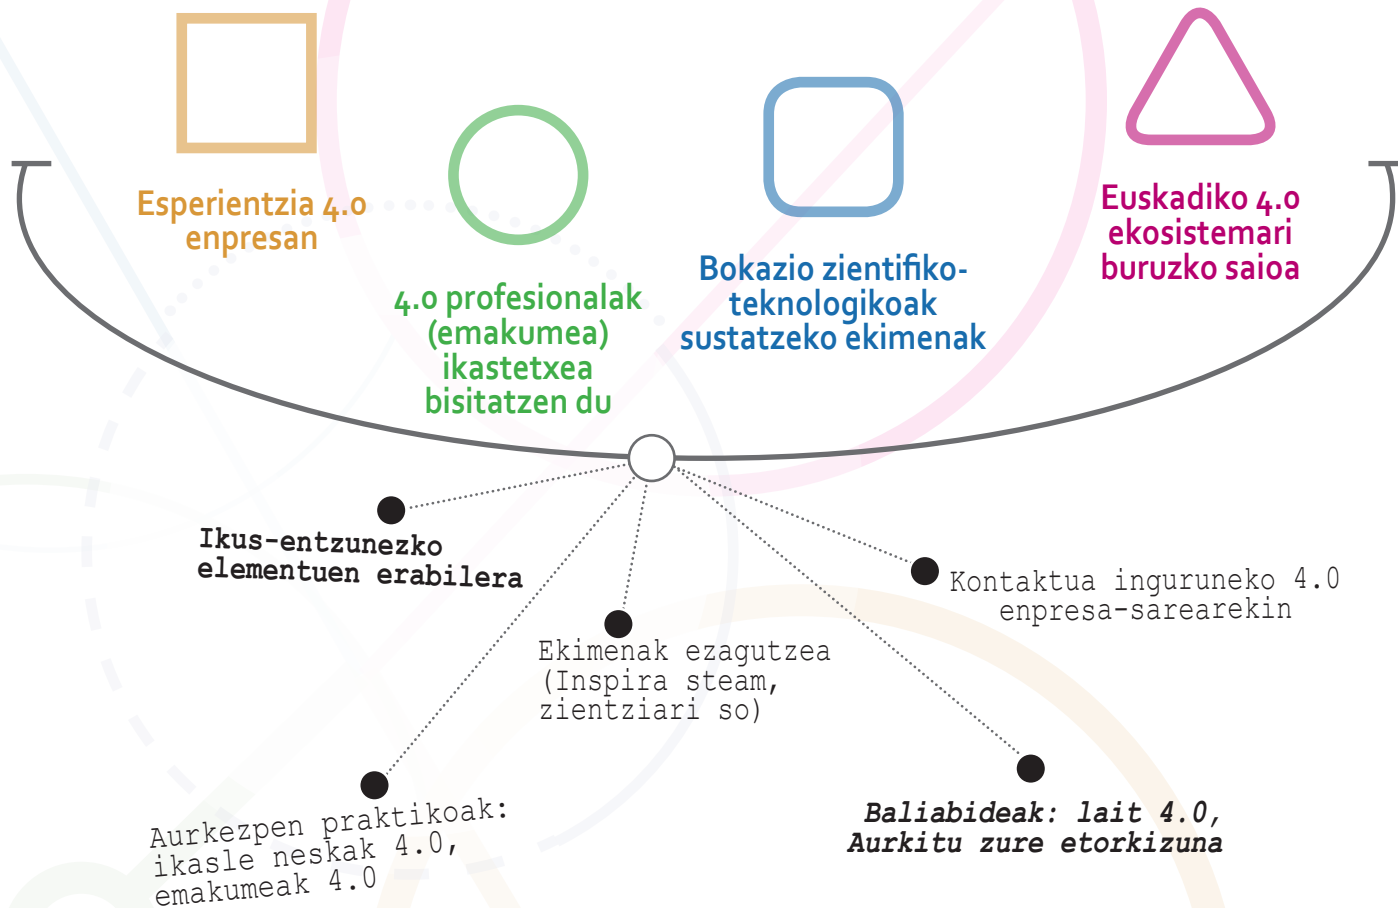 Esperientzia 4.0
enpresan
4.0 profesionalak
(emakumea)
ikastetxea
bisitatzen du
Bokazio zientifiko-
teknologikoak
sustatzeko ekimenak
Euskadiko 4.0
ekosistemari
buruzko saioa
Ikus-entzunezko
elementuen erabilera
Kontaktua inguruneko 4.0
enpresa-sarearekin
Ekimenak ezagutzea
(Inspira steam,
zientziari so)
Aurkezpen praktikoak:
ikasle neskak 4.0,
emakumeak 4.0
Baliabideak: lait 4.0,
Aurkitu zure etorkizuna